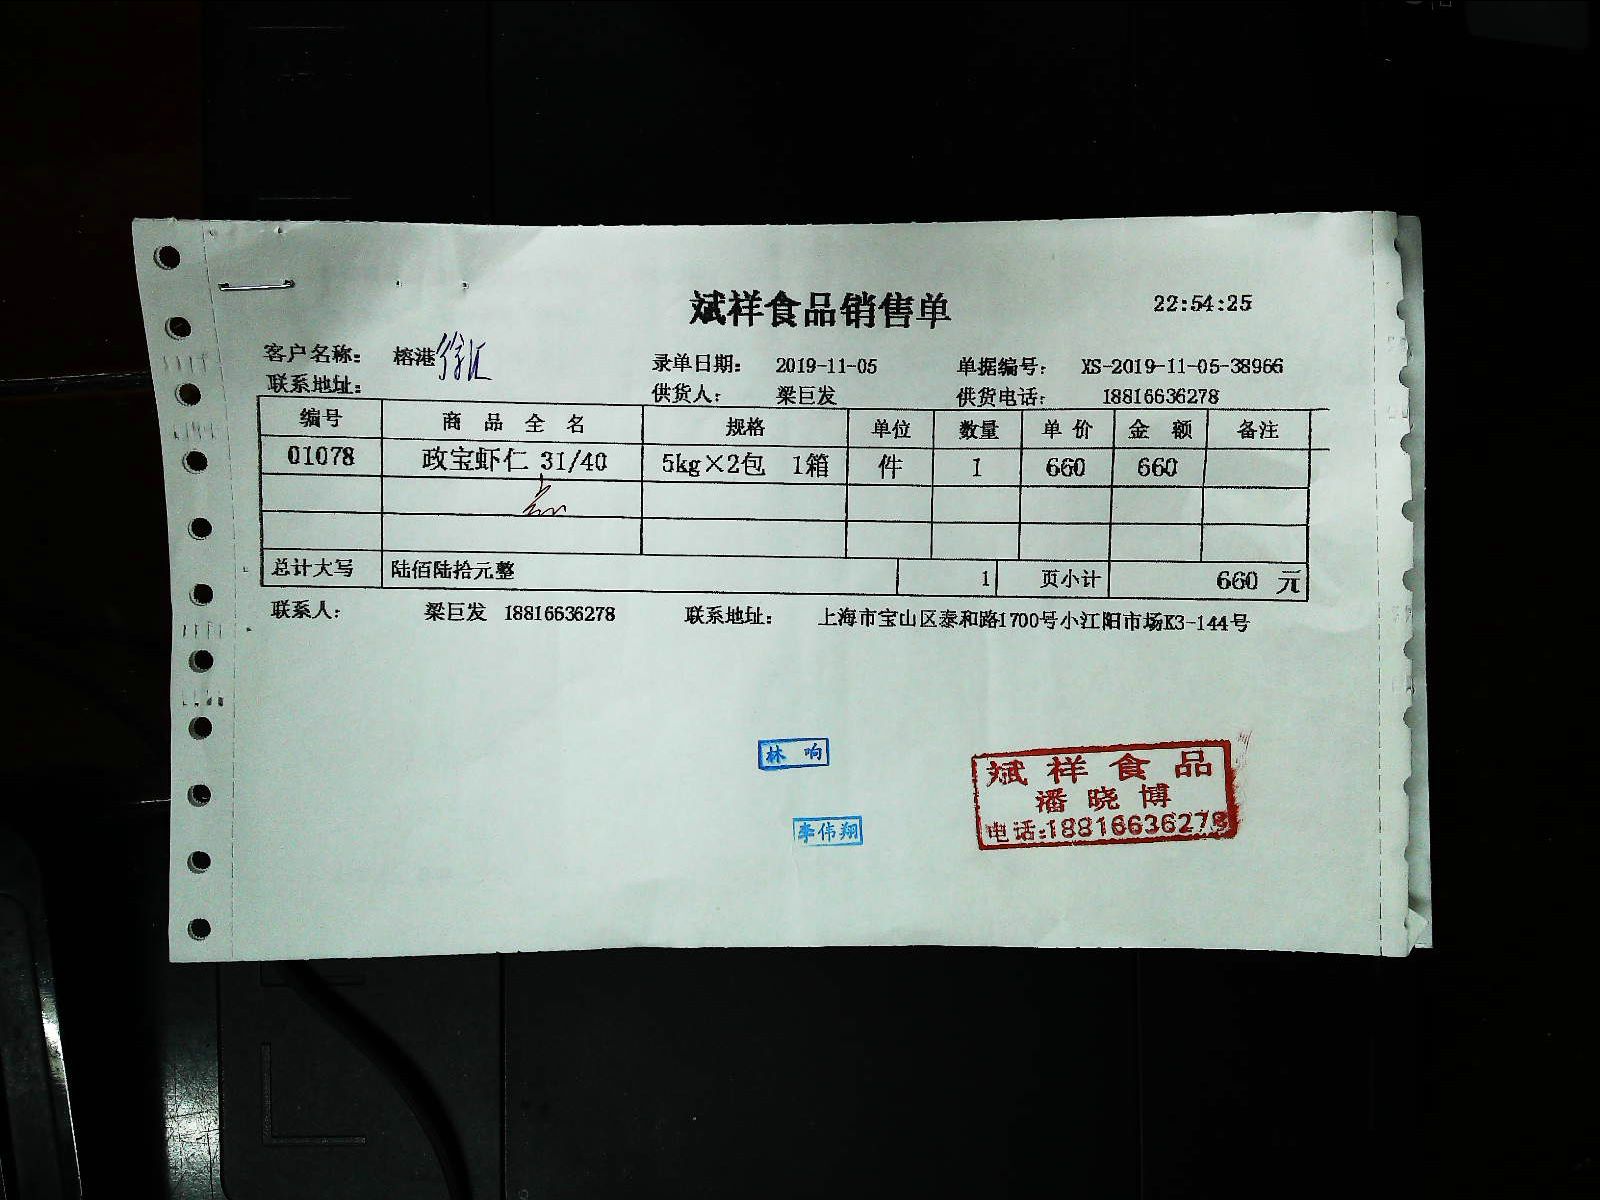 斌祥食品销售单 22:54:25
客户名称: 榕港徐汇 录单日期: 2019-11-05 单据编号: XS-2019-11-05-38966
联系地址: 供货人: 梁巨发 供货电话: 18816636278
编号 商品全名 规格 单位 数量 单价 金额 备注
01078 政宝虾仁 31/40 5kg×2包 1箱 件 1 660 660
总计大写 陆佰陆拾元整 1 页小计 660 元
联系人: 梁巨发 18816636278 联系地址: 上海市宝山区泰和路1700号小江阳市场K3-144号
林响
李伟翔
斌祥食品
潘晓博
电话:18816636278